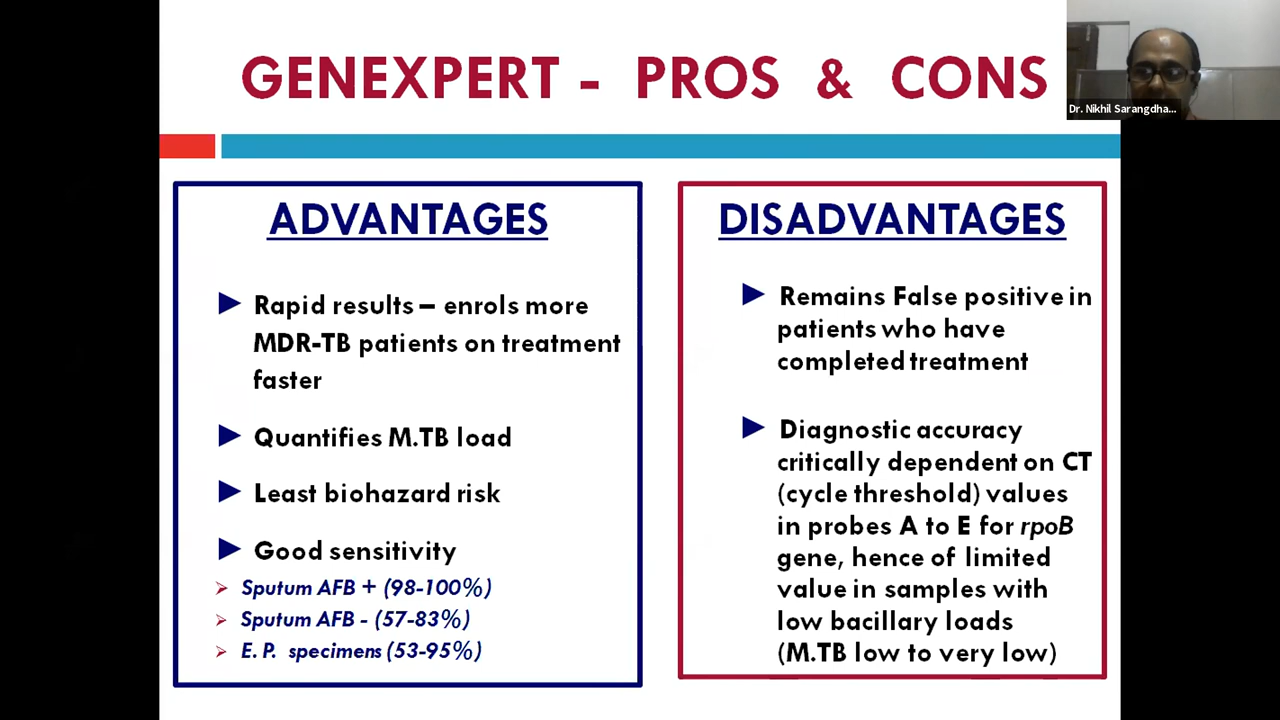 GENEXPERT - PROS & CONS
Dr. Nikhil Sarangdha...
ADVANTAGES
► Rapid results – enrols more
MDR-TB patients on treatment
faster
► Quantifies M.TB load
► Least biohazard risk
► Good sensitivity
➢ Sputum AFB + (98-100%)
➢ Sputum AFB - (57-83%)
➢ E. P. specimens (53-95%)
DISADVANTAGES
► Remains False positive in
patients who have
completed treatment
► Diagnostic accuracy
critically dependent on CT
(cycle threshold) values
in probes A to E for rpoB
gene, hence of limited
value in samples with
low bacillary loads
(M.TB low to very low)